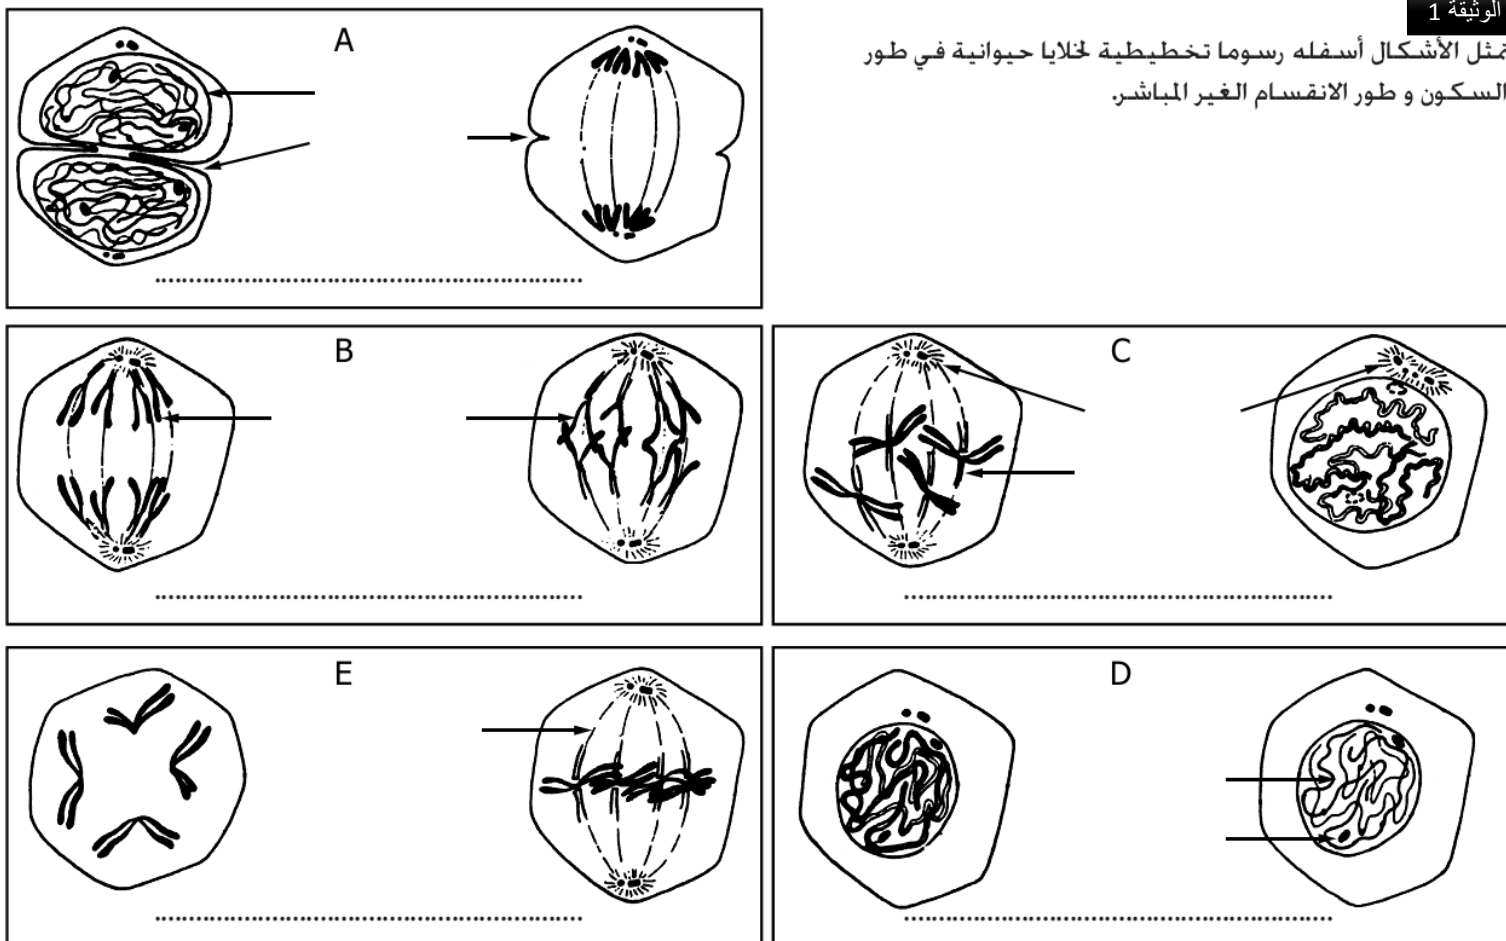 الوثيقة 1
تمثل الأشكال أسفله رسوما تخطيطية لخلايا حيوانية في طور
السكون و طور الانقسام الغير المباشر.
A
B
C
E
D